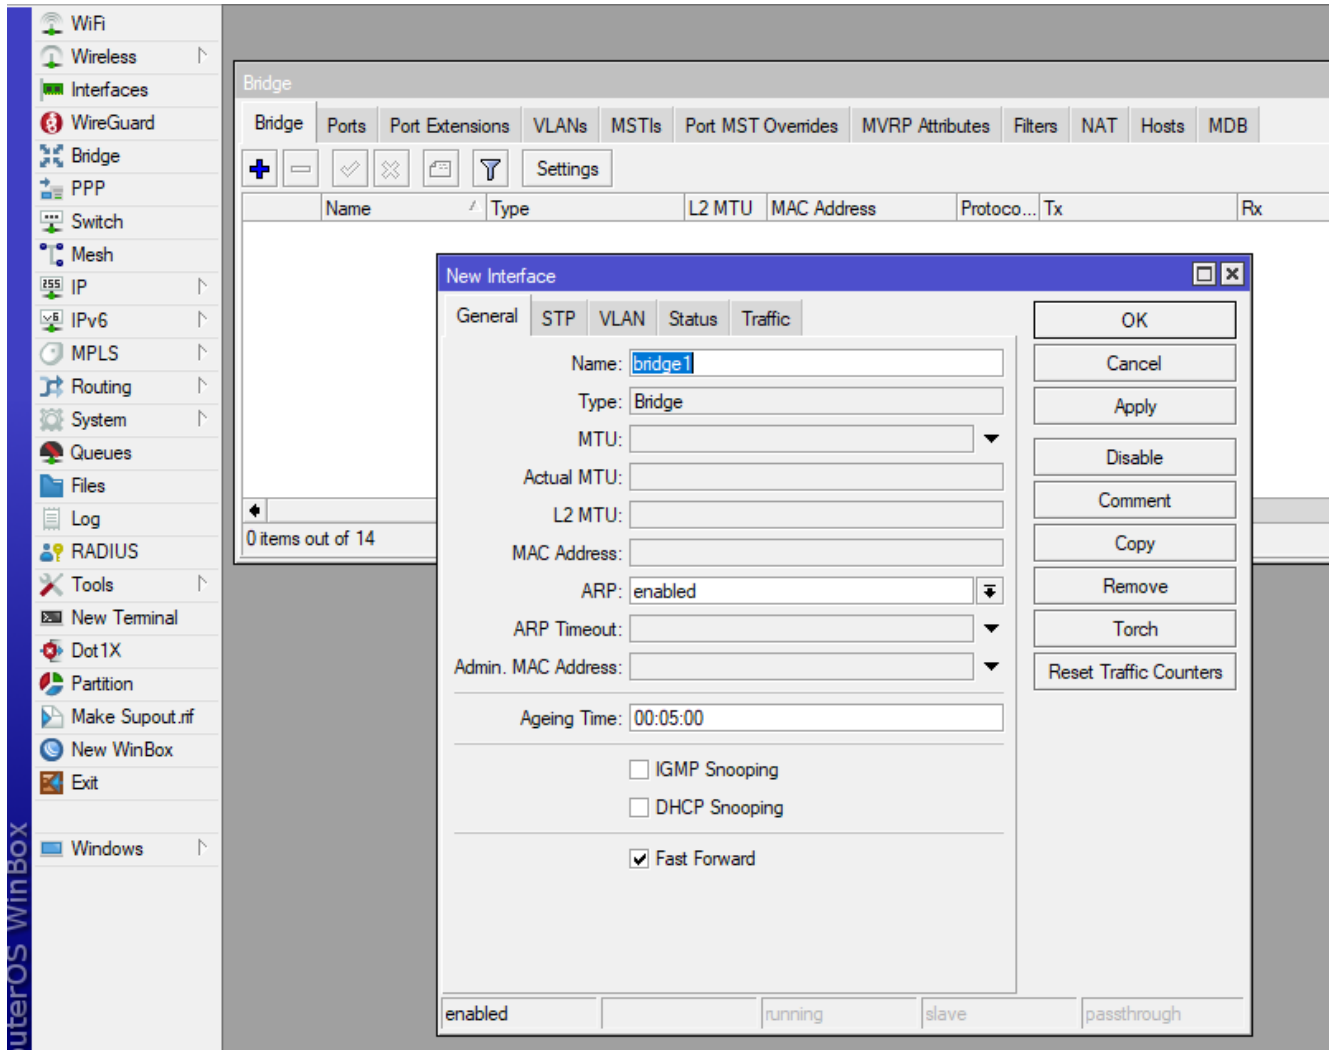 WiFi
Wireless
Interfaces
WireGuard
Bridge
PPP
Switch
Mesh
255 IP
v6 IPv6
MPLS
Routing
System
Queues
Files
Log
RADIUS
Tools
New Terminal
Dot1X
Partition
Make Supout.rif
New WinBox
Exit
Windows
outerOS WinBox
Bridge
Bridge Ports Port Extensions VLANs MSTIs Port MST Overrides MVRP Attributes Filters NAT Hosts MDB
Settings
Name Type L2 MTU MAC Address Protoco... Tx Rx
0 items out of 14
New Interface
General STP VLAN Status Traffic
Name: bridge1
Type: Bridge
MTU:
Actual MTU:
L2 MTU:
MAC Address:
ARP: enabled
ARP Timeout:
Admin. MAC Address:
Ageing Time: 00:05:00
IGMP Snooping
DHCP Snooping
Fast Forward
OK
Cancel
Apply
Disable
Comment
Copy
Remove
Torch
Reset Traffic Counters
enabled running slave passthrough